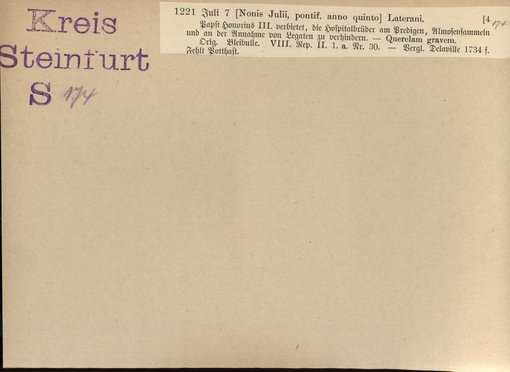 Kreis
Steinfurt
S 174
1221 Juli 7 [Nonis Julii, pontif. anno quinto] Laterani. [4
174
Papst Honorius III. verbietet, die Hospitalbrüder am Predigen, Almosensammeln
und an der Annahme von Legaten zu verhindern. — Querelam gravem.
Orig. Bleibulle. VIII. Rep. II. 1. a. Nr. 30. — Vergl. Delaville 1734 f.
Fehlt Potthast.